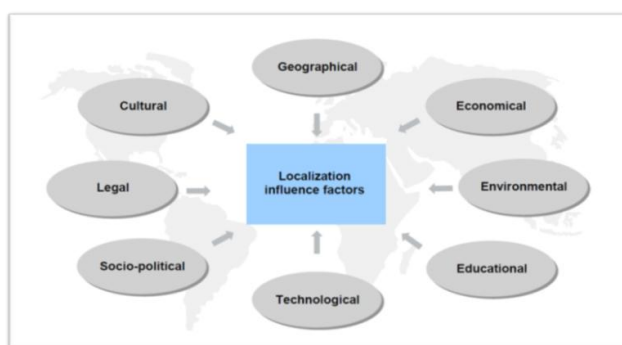 Geographical
Cultural
Economical
Localization
influence factors
Legal
Environmental
Socio-political
Educational
Technological